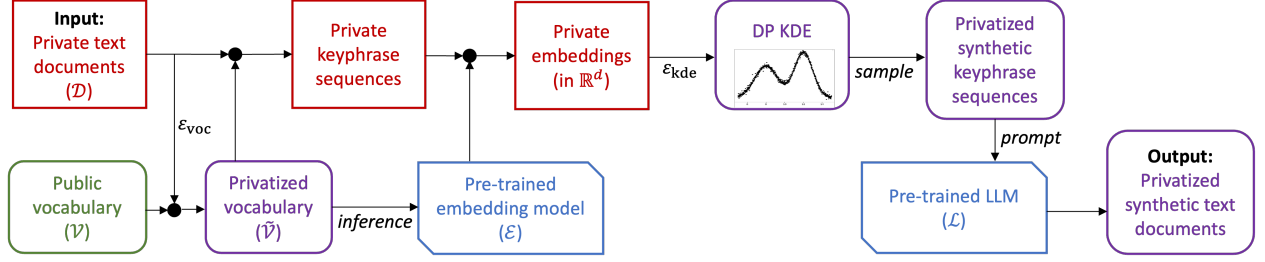 Input:
Private text
documents
(𝒟)
Private
keyphrase
sequences
Private
embeddings
(in ℝᵈ)
ε_kde
DP KDE
sample
Privatized
synthetic
keyphrase
sequences
ε_voc
prompt
Public
vocabulary
(𝒱)
Privatized
vocabulary
(𝒱̃)
inference
Pre-trained
embedding model
(ℰ)
Pre-trained LLM
(ℒ)
Output:
Privatized
synthetic text
documents